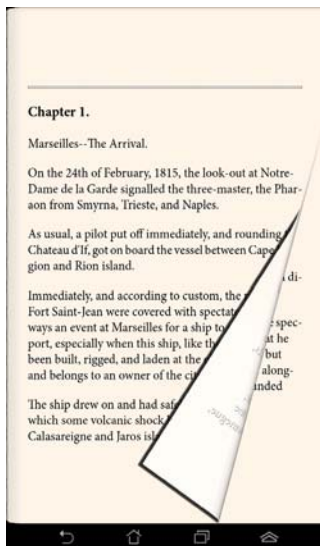 Chapter 1.
Marseilles--The Arrival.
On the 24th of February, 1815, the look-out at Notre-
Dame de la Garde signalled the three-master, the Phar-
aon from Smyrna, Trieste, and Naples.
As usual, a pilot put off immediately, and rounding
Chateau d'If, got on board the vessel between Cape
gion and Rion island.
di-
Immediately, and according to custom, the
Fort Saint-Jean were covered with spectat
ways an event at Marseilles for a ship to spec-
port, especially when this ship, like th at he
been built, rigged, and laden at the but
and belongs to an owner of the cit along-
anded
The ship drew on and had saf
which some volcanic shock
Calasareigne and Jaros isl